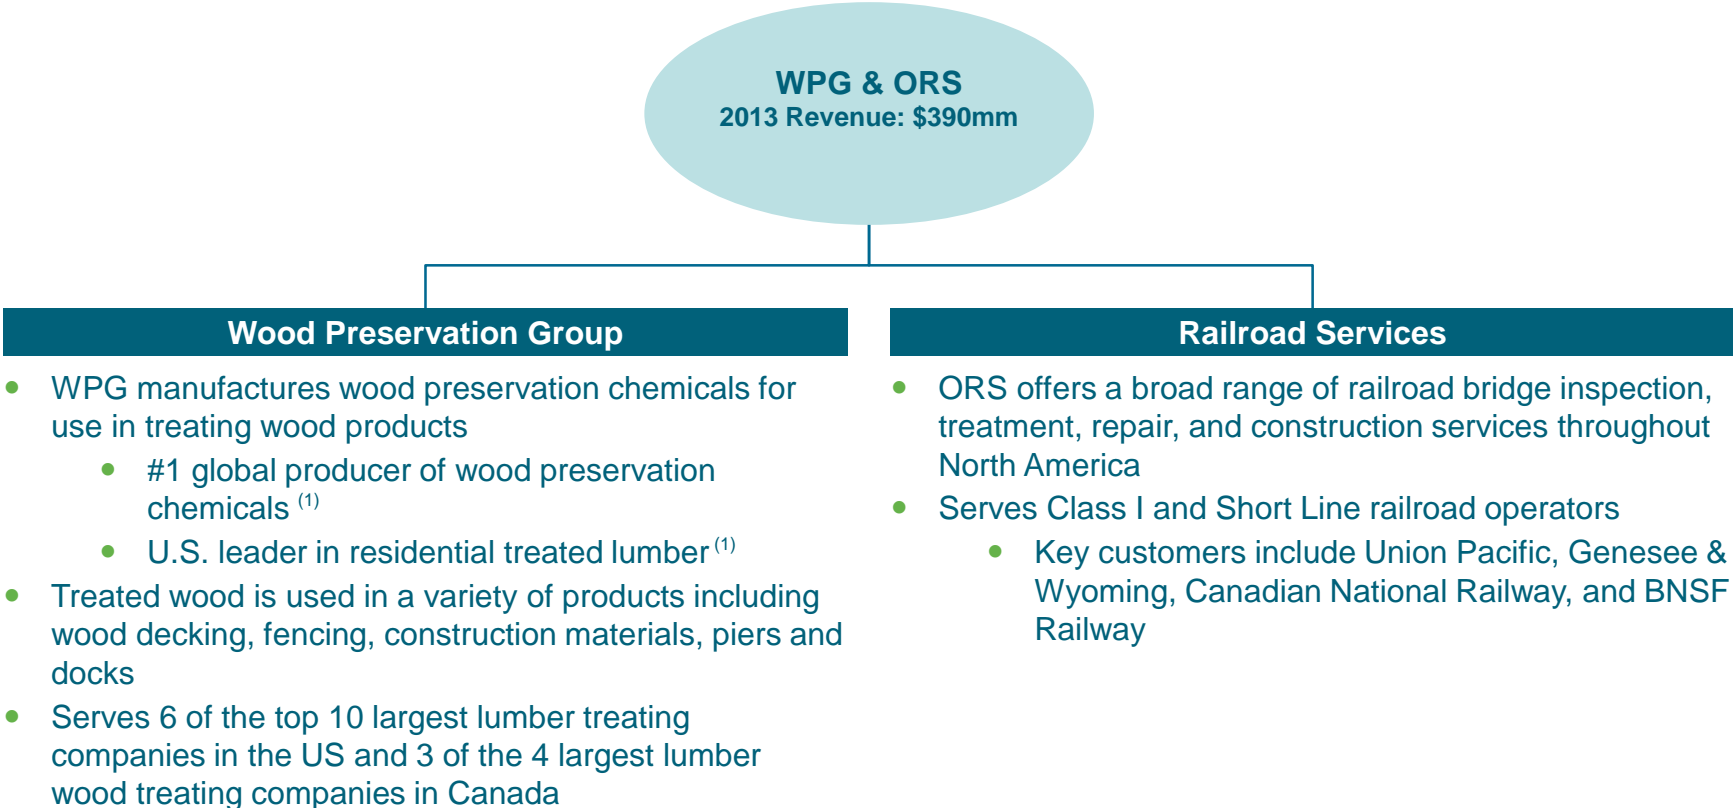 WPG & ORS
2013 Revenue: $390mm
Wood Preservation Group
• WPG manufactures wood preservation chemicals for
use in treating wood products
• #1 global producer of wood preservation
chemicals (1)
• U.S. leader in residential treated lumber (1)
• Treated wood is used in a variety of products including
wood decking, fencing, construction materials, piers and
docks
• Serves 6 of the top 10 largest lumber treating
companies in the US and 3 of the 4 largest lumber
wood treating companies in Canada
Railroad Services
• ORS offers a broad range of railroad bridge inspection,
treatment, repair, and construction services throughout
North America
• Serves Class I and Short Line railroad operators
• Key customers include Union Pacific, Genesee &
Wyoming, Canadian National Railway, and BNSF
Railway